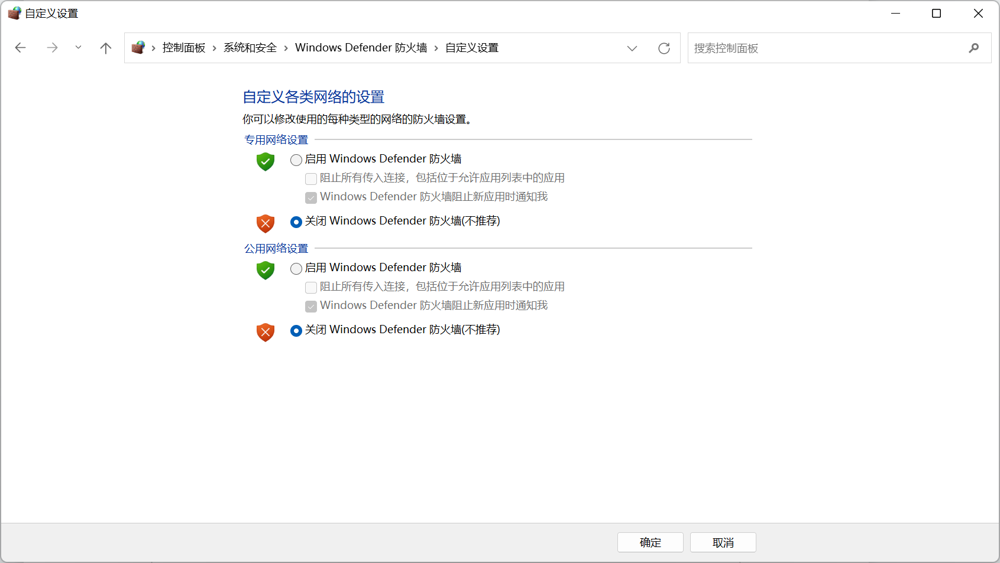 自定义设置
控制面板 › 系统和安全 › Windows Defender 防火墙 › 自定义设置
搜索控制面板
自定义各类网络的设置
你可以修改使用的每种类型的网络的防火墙设置。
专用网络设置
启用 Windows Defender 防火墙
阻止所有传入连接，包括位于允许应用列表中的应用
Windows Defender 防火墙阻止新应用时通知我
关闭 Windows Defender 防火墙(不推荐)
公用网络设置
启用 Windows Defender 防火墙
阻止所有传入连接，包括位于允许应用列表中的应用
Windows Defender 防火墙阻止新应用时通知我
关闭 Windows Defender 防火墙(不推荐)
确定
取消